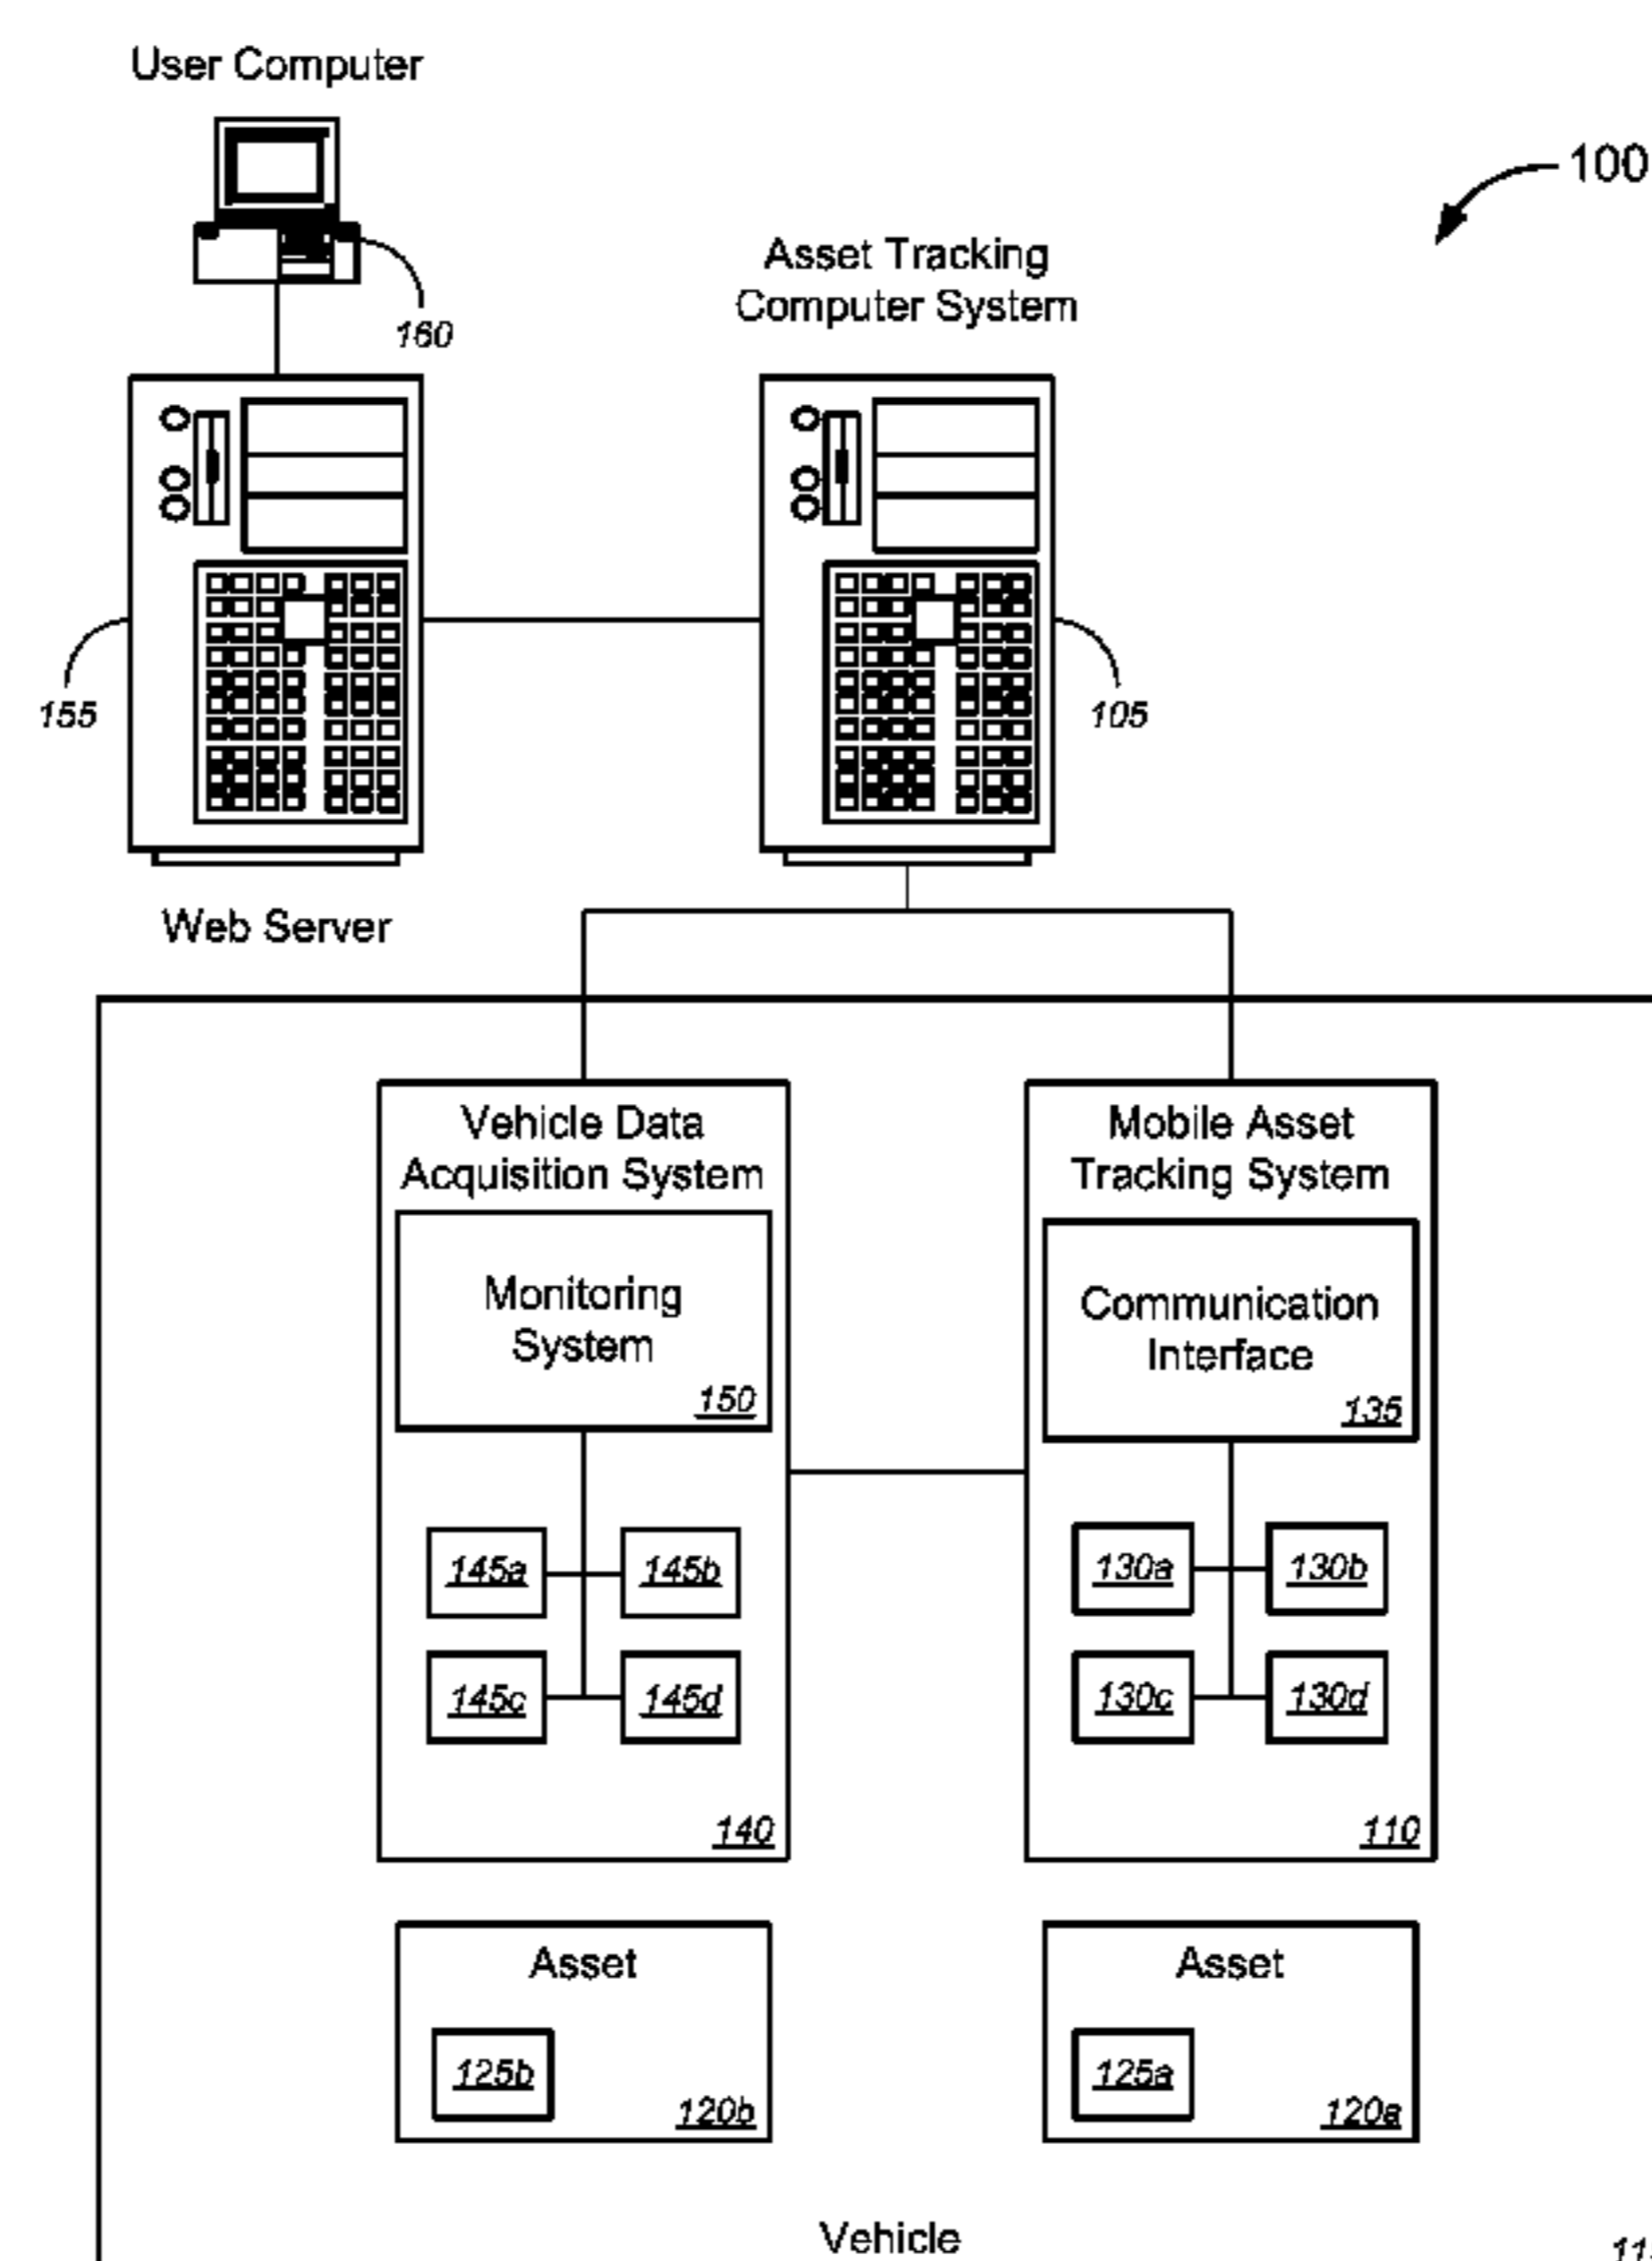 User Computer
100
Asset Tracking
Computer System
160
155
105
Web Server
Vehicle Data
Acquisition System
Mobile Asset
Tracking System
Monitoring
System
150
Communication
Interface
135
145a
145b
130a
130b
145c
145d
130c
130d
140
110
Asset
125b
120b
Asset
125a
120a
Vehicle